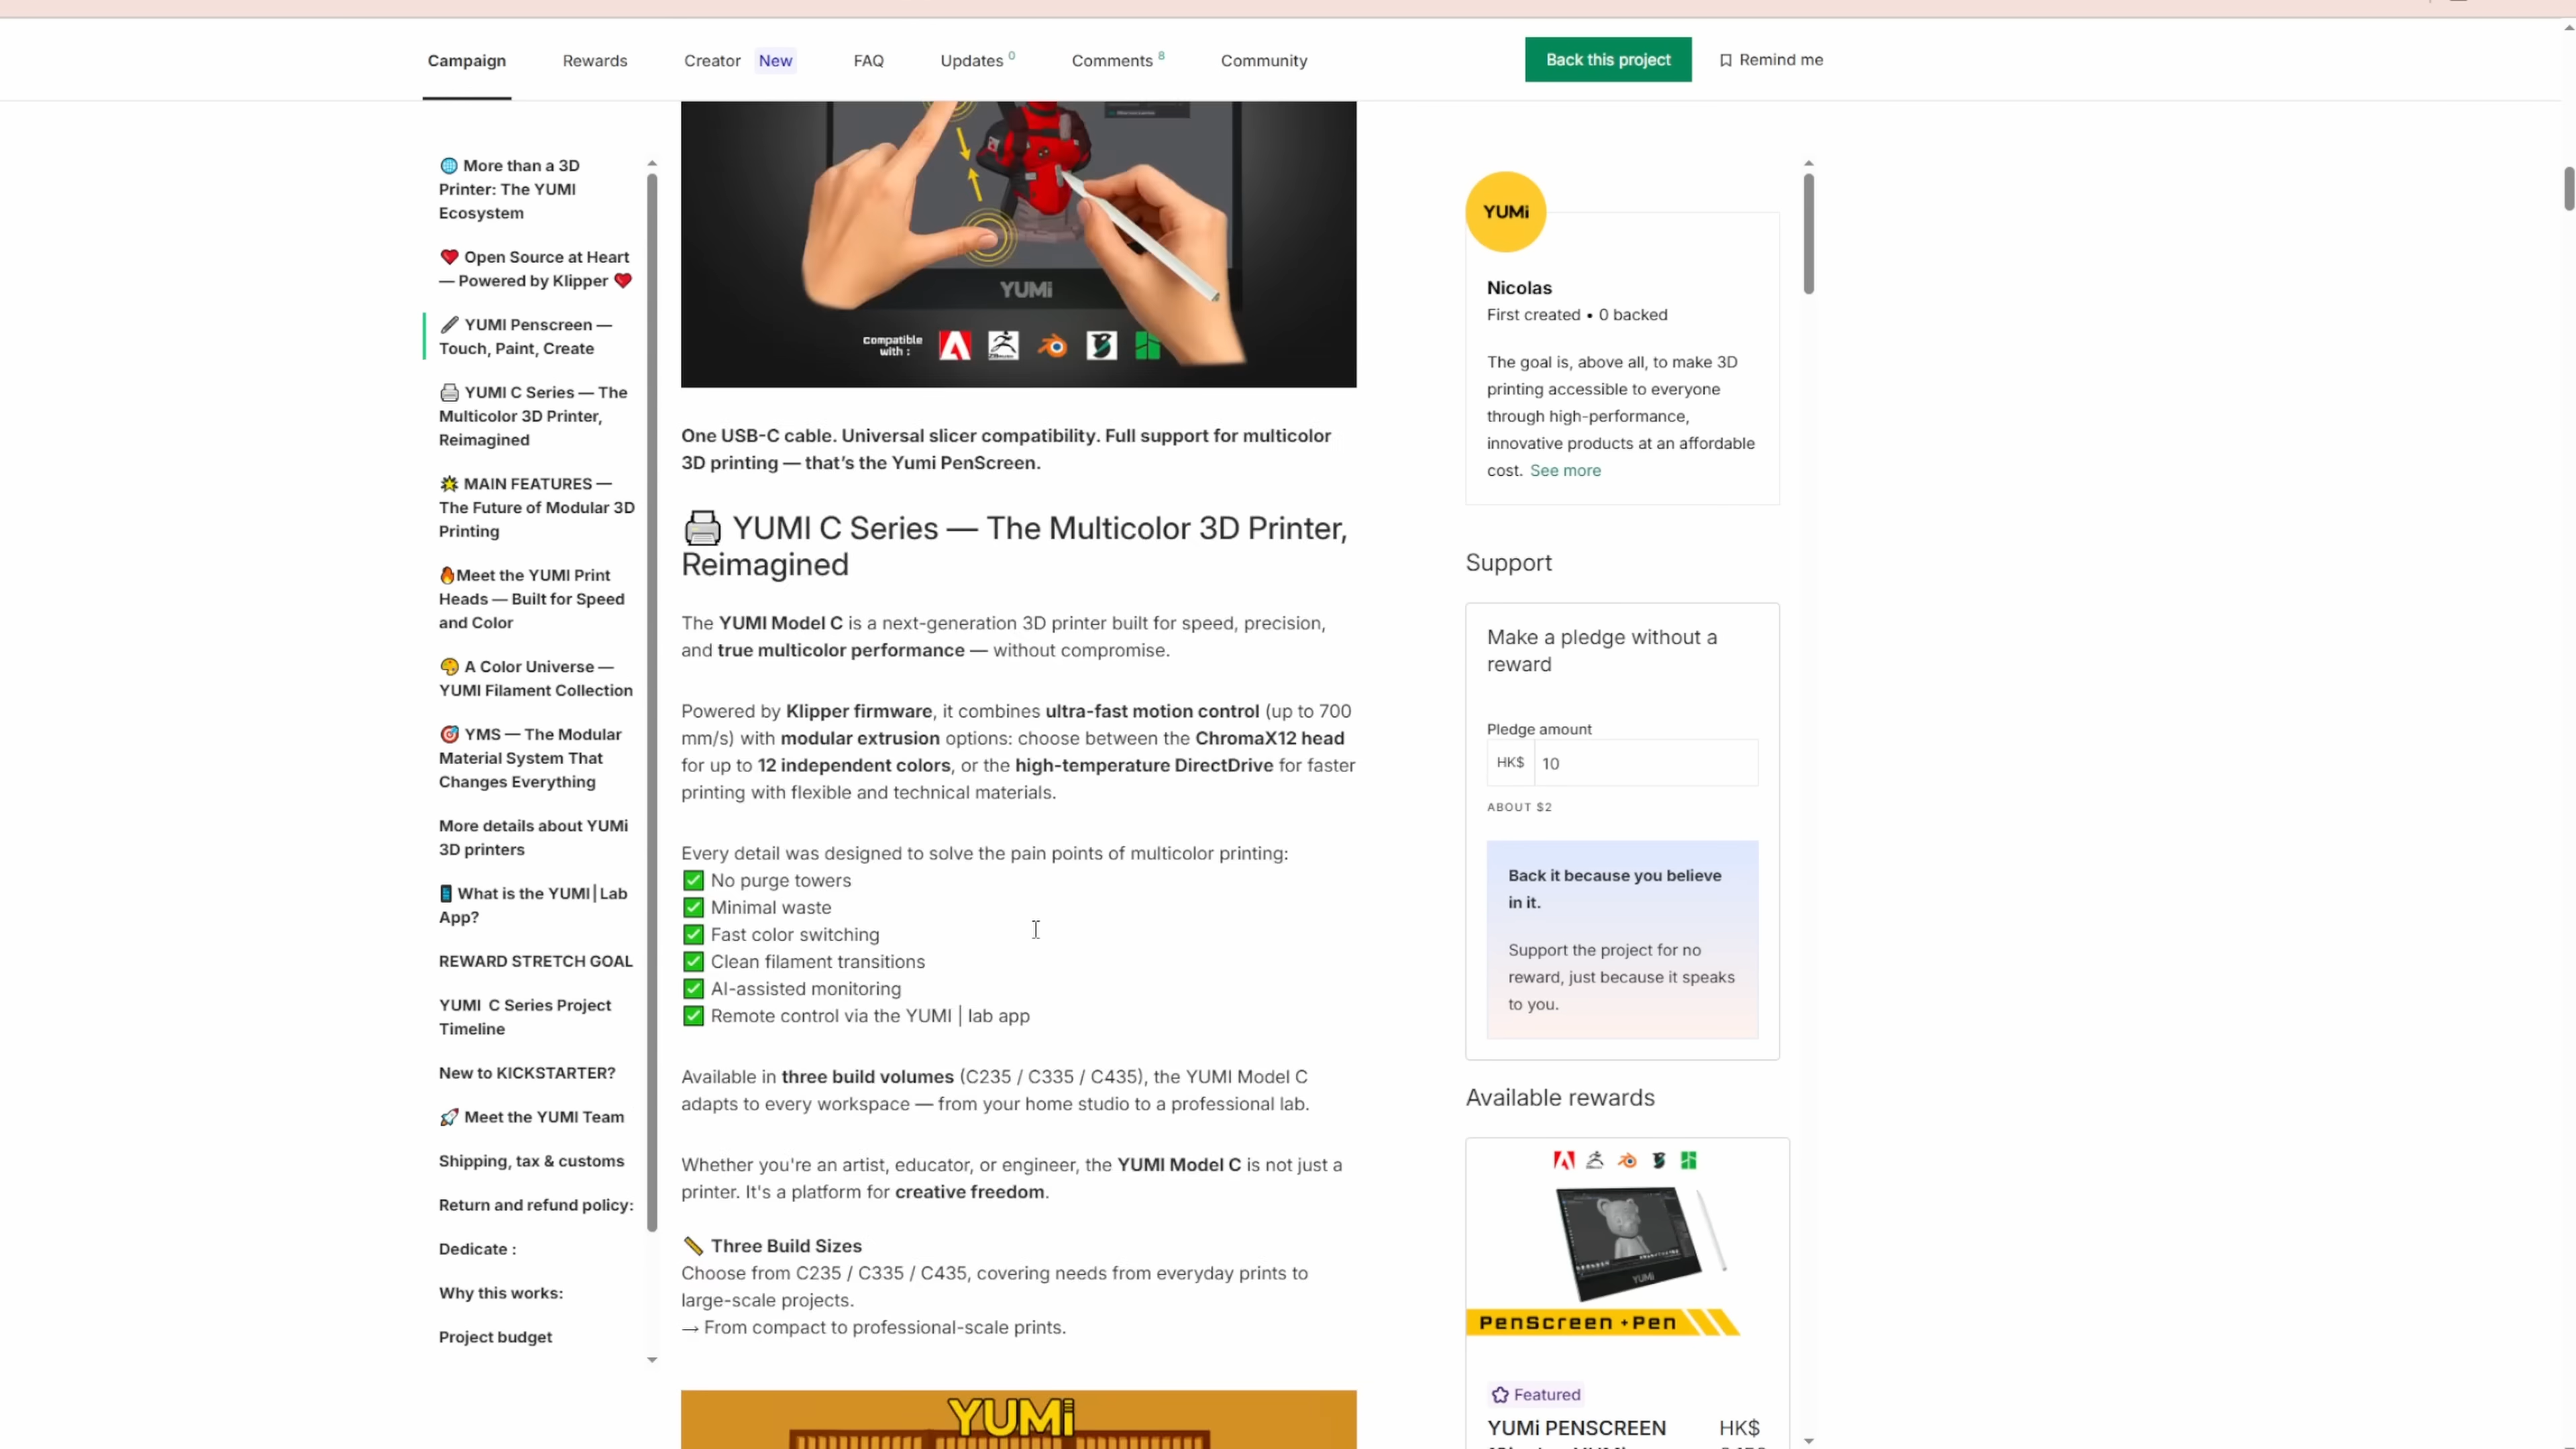 Campaign
Rewards
Creator New
FAQ
Updates 0
Comments 8
Community
Back this project
Remind me
🌐 More than a 3D
Printer: The YUMI
Ecosystem
❤️ Open Source at Heart
— Powered by Klipper ❤️
🖊️ YUMI Penscreen —
Touch, Paint, Create
🖨️ YUMI C Series — The
Multicolor 3D Printer,
Reimagined
🌟 MAIN FEATURES —
The Future of Modular 3D
Printing
🔥Meet the YUMI Print
Heads — Built for Speed
and Color
🎨 A Color Universe —
YUMI Filament Collection
🎯 YMS — The Modular
Material System That
Changes Everything
More details about YUMi
3D printers
📱 What is the YUMI|Lab
App?
REWARD STRETCH GOAL
YUMI C Series Project
Timeline
New to KICKSTARTER?
🚀 Meet the YUMI Team
Shipping, tax & customs
Return and refund policy:
Dedicate :
Why this works:
Project budget
YUMi
Compatible
with :
One USB-C cable. Universal slicer compatibility. Full support for multicolor
3D printing — that’s the Yumi PenScreen.
🖨️ YUMI C Series — The Multicolor 3D Printer,
Reimagined
The YUMI Model C is a next-generation 3D printer built for speed, precision,
and true multicolor performance — without compromise.
Powered by Klipper firmware, it combines ultra-fast motion control (up to 700
mm/s) with modular extrusion options: choose between the ChromaX12 head
for up to 12 independent colors, or the high-temperature DirectDrive for faster
printing with flexible and technical materials.
Every detail was designed to solve the pain points of multicolor printing:
✅ No purge towers
✅ Minimal waste
✅ Fast color switching
✅ Clean filament transitions
✅ AI-assisted monitoring
✅ Remote control via the YUMI | lab app
Available in three build volumes (C235 / C335 / C435), the YUMI Model C
adapts to every workspace — from your home studio to a professional lab.
Whether you're an artist, educator, or engineer, the YUMI Model C is not just a
printer. It's a platform for creative freedom.
📏 Three Build Sizes
Choose from C235 / C335 / C435, covering needs from everyday prints to
large-scale projects.
→ From compact to professional-scale prints.
YUMi
YUMi
Nicolas
First created • 0 backed
The goal is, above all, to make 3D
printing accessible to everyone
through high-performance,
innovative products at an affordable
cost. See more
Support
Make a pledge without a
reward
Pledge amount
HK$ 10
ABOUT $2
Back it because you believe
in it.
Support the project for no
reward, just because it speaks
to you.
Available rewards
YUMi
PenScreen +Pen
Featured
YUMi PENSCREEN HK$